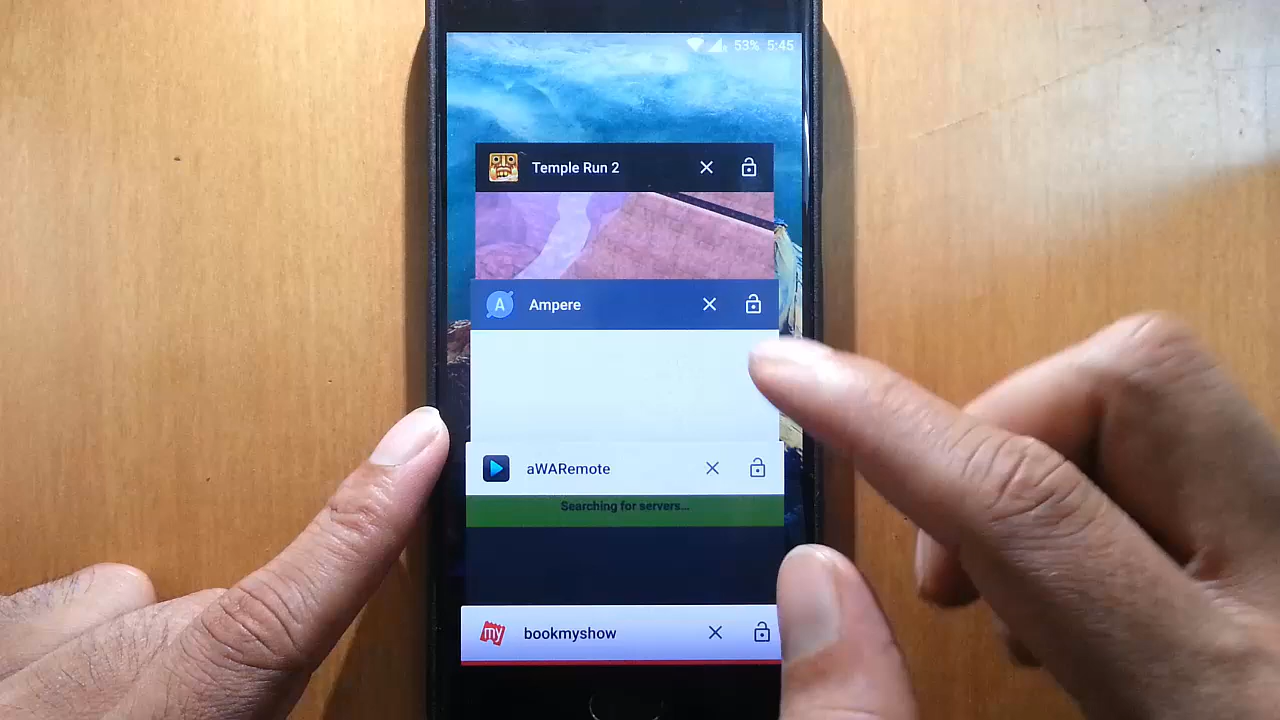 53% 5:45
Temple Run 2
A Ampere
aWARemote
Searching for servers...
my bookmyshow